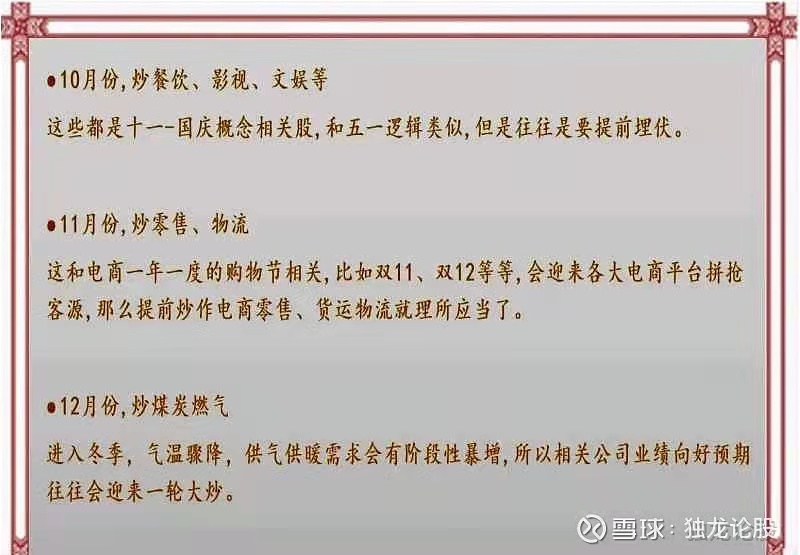 ●10月份,炒餐饮、影视、文娱等
这些都是十一-国庆概念相关股,和五一逻辑类似,但是往往是要提前埋伏。
●11月份,炒零售、物流
这和电商一年一度的购物节相关,比如双11、双12等等,会迎来各大电商平台拼抢
客源,那么提前炒作电商零售、货运物流就理所应当了。
●12月份,炒煤炭燃气
进入冬季，气温骤降，供气供暖需求会有阶段性暴增,所以相关公司业绩向好预期
往往会迎来一轮大炒。
雪球：独龙论股